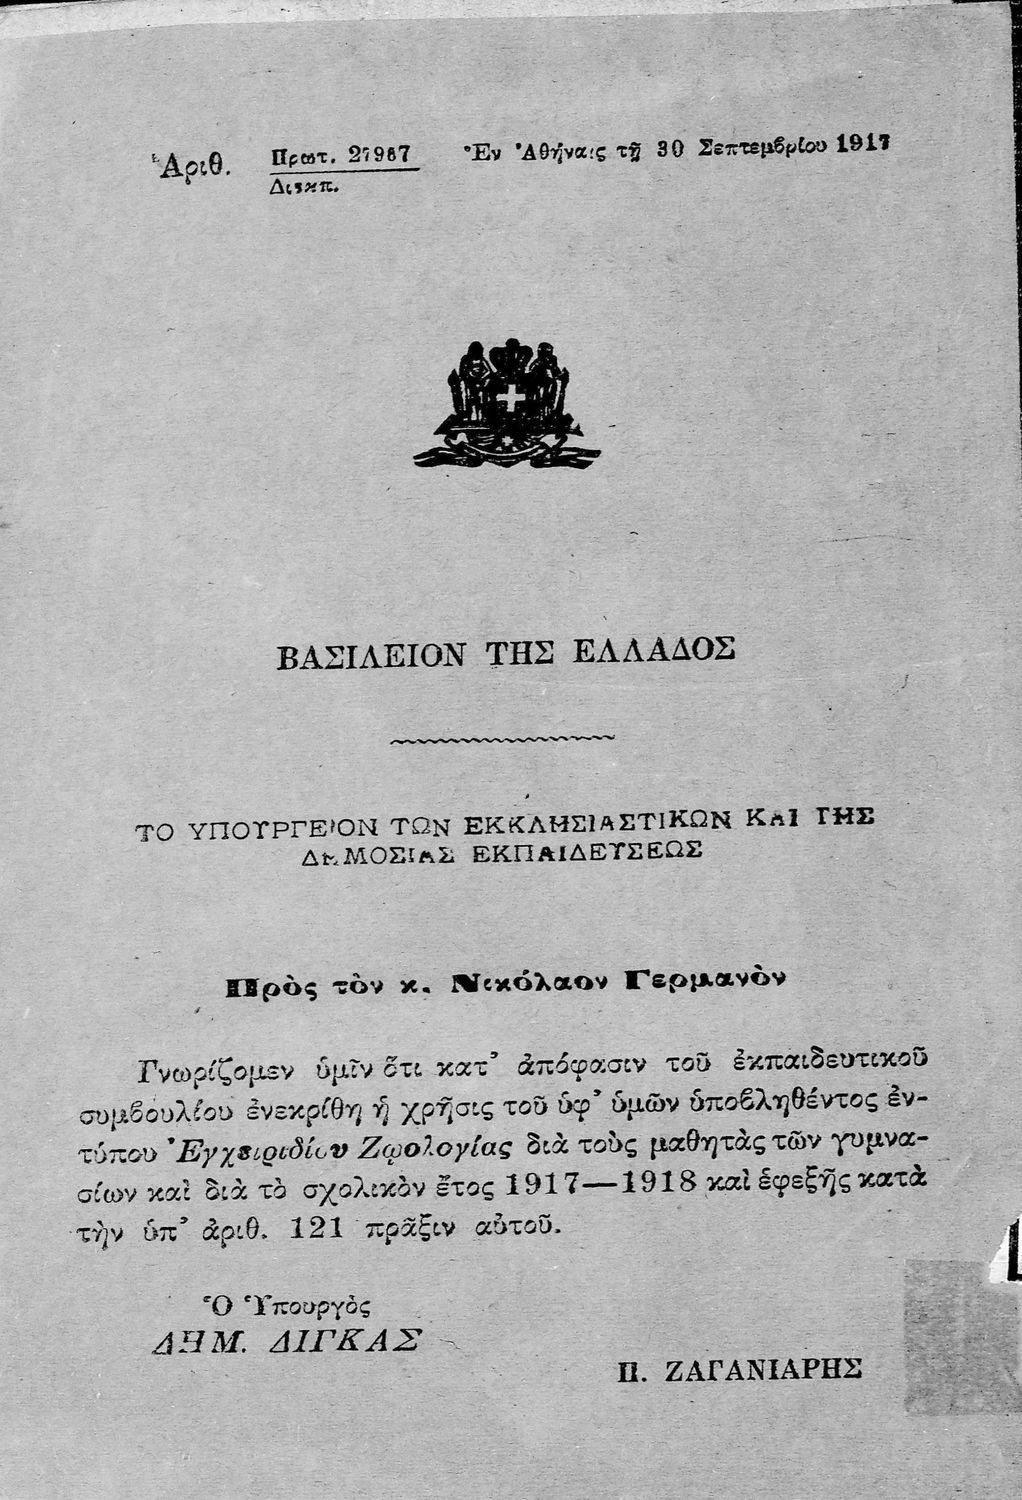 Ἀριθ. Πρωτ. 27967 Ἐν Ἀθήναις τῇ 30 Σεπτεμβρίου 1917
Διεκπ.
ΒΑΣΙΛΕΙΟΝ ΤΗΣ ΕΛΛΑΔΟΣ
ΤΟ ΥΠΟΥΡΓΕΙΟΝ ΤΩΝ ΕΚΚΛΗΣΙΑΣΤΙΚΩΝ ΚΑΙ ΤΗΣ
ΔΗΜΟΣΙΑΣ ΕΚΠΑΙΔΕΥΣΕΩΣ
Πρὸς τὸν κ. Νικόλαον Γερμανὸν
Γνωρίζομεν ὑμῖν ὅτι κατ’ ἀπόφασιν τοῦ ἐκπαιδευτικοῦ
συμβουλίου ἐνεκρίθη ἡ χρῆσις τοῦ ὑφ’ ὑμῶν ὑποβληθέντος ἐν-
τύπου Ἐγχειριδίου Ζῳολογίας διὰ τοὺς μαθητὰς τῶν γυμνα-
σίων καὶ διὰ τὸ σχολικὸν ἔτος 1917—1918 καὶ ἐφεξῆς κατὰ
τὴν ὑπ’ ἀριθ. 121 πρᾶξιν αὐτοῦ.
Ὁ Ὑπουργὸς
ΔΗΜ. ΔΙΓΚΑΣ
Π. ΖΑΓΑΝΙΑΡΗΣ